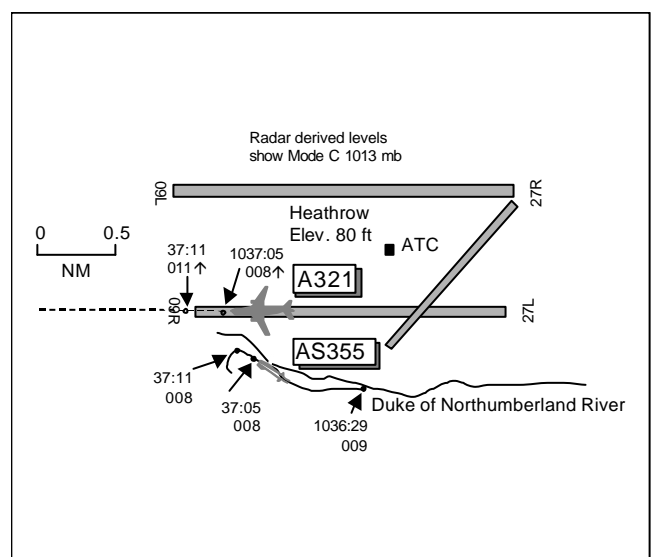 Radar derived levels
show Mode C 1013 mb
09L
27R
Heathrow
Elev. 80 ft
ATC
0 0.5
NM
37:11
011↑
1037:05
008↑
A321
09R
27L
AS355
37:11
008
37:05
008
1036:29
009
Duke of Northumberland River